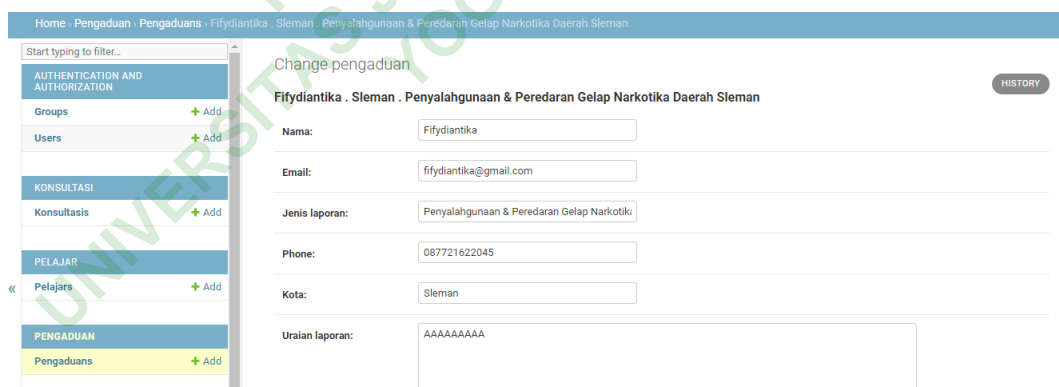 Home › Pengaduan › Pengaduans › Fifydiantika . Sleman . Penyalahgunaan & Peredaran Gelap Narkotika Daerah Sleman
Start typing to filter...
AUTHENTICATION AND
AUTHORIZATION
Groups + Add
Users + Add
KONSULTASI
Konsultasis + Add
PELAJAR
« Pelajars + Add
PENGADUAN
Pengaduans + Add
Change pengaduan
HISTORY
Fifydiantika . Sleman . Penyalahgunaan & Peredaran Gelap Narkotika Daerah Sleman
Nama: Fifydiantika
Email: fifydiantika@gmail.com
Jenis laporan: Penyalahgunaan & Peredaran Gelap Narkotika
Phone: 087721622045
Kota: Sleman
Uraian laporan: AAAAAAAAA
UNIVERSITAS J
YOG